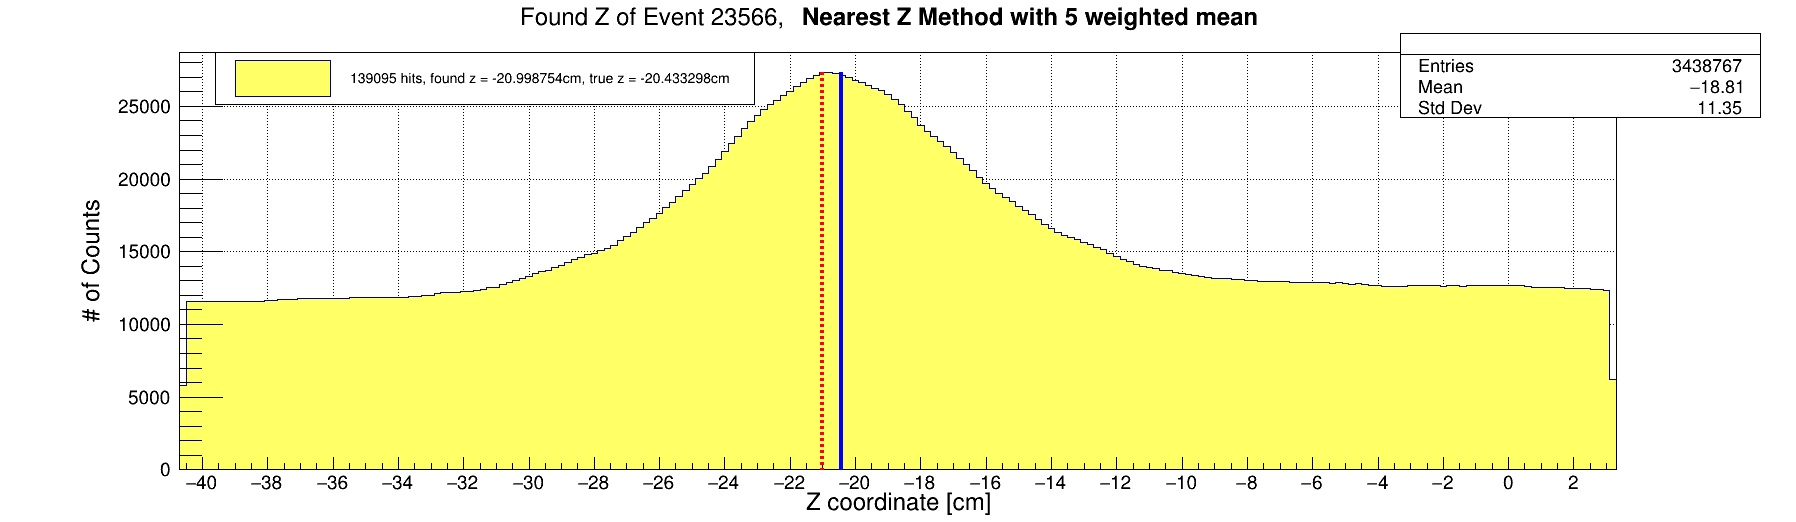 Found Z of Event 23566, Nearest Z Method with 5 weighted mean
139095 hits, found z = -20.998754cm, true z = -20.433298cm
Entries 3438767
Mean −18.81
Std Dev 11.35
# of Counts
25000
20000
15000
10000
5000
0
−40 −38 −36 −34 −32 −30 −28 −26 −24 −22 −20 −18 −16 −14 −12 −10 −8 −6 −4 −2 0 2
Z coordinate [cm]